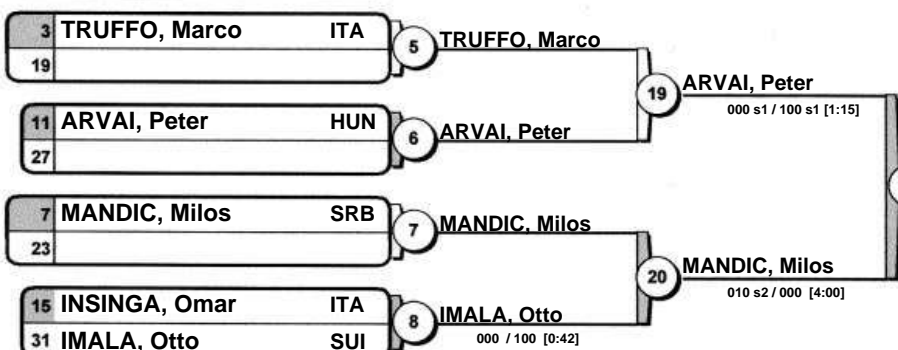 3 TRUFFO, Marco ITA
19
5 TRUFFO, Marco
11 ARVAI, Peter HUN
27
6 ARVAI, Peter
19 ARVAI, Peter
000 s1 / 100 s1 [1:15]
7 MANDIC, Milos SRB
23
7 MANDIC, Milos
15 INSINGA, Omar ITA
31 IMALA, Otto SUI
8 IMALA, Otto
000 / 100 [0:42]
20 MANDIC, Milos
010 s2 / 000 [4:00]